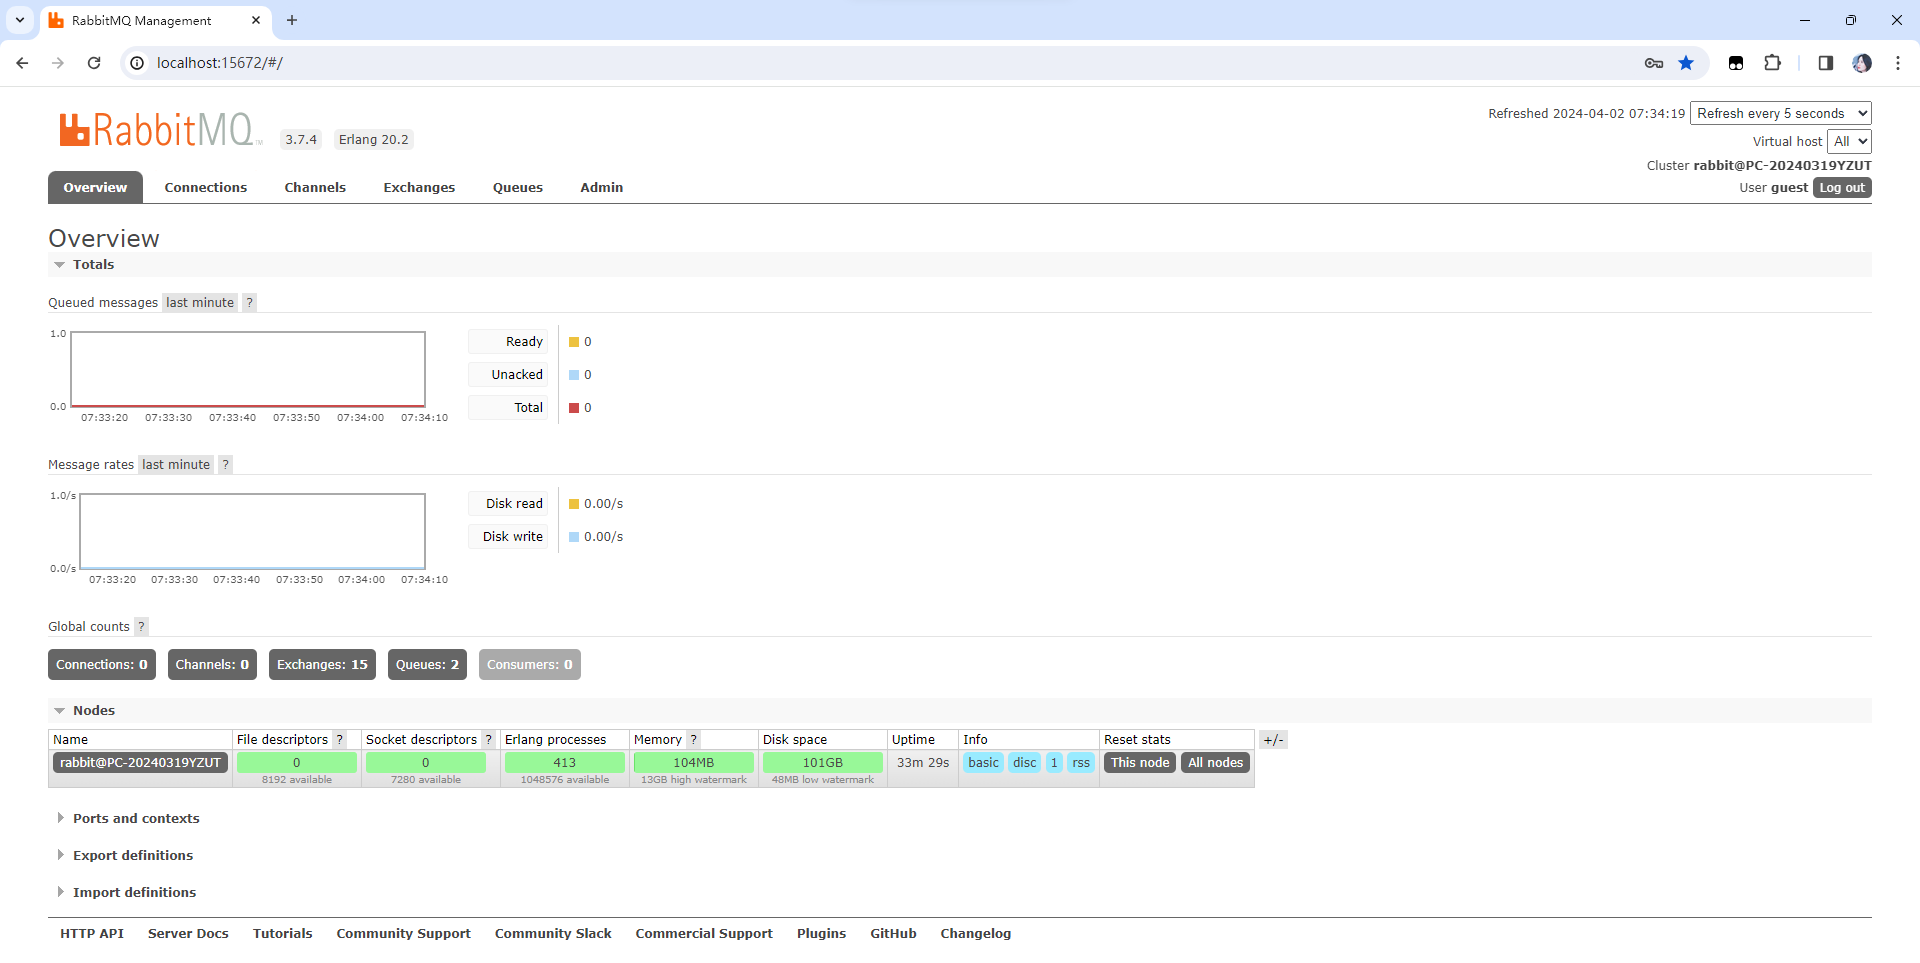 RabbitMQ Management
localhost:15672/#/
RabbitMQ TM 3.7.4 Erlang 20.2
Refreshed 2024-04-02 07:34:19 Refresh every 5 seconds
Virtual host All
Cluster rabbit@PC-20240319YZUT
User guest Log out
Overview Connections Channels Exchanges Queues Admin
Overview
Totals
Queued messages last minute ?
1.0
0.0
07:33:20 07:33:30 07:33:40 07:33:50 07:34:00 07:34:10
Ready 0
Unacked 0
Total 0
Message rates last minute ?
1.0/s
0.0/s
07:33:20 07:33:30 07:33:40 07:33:50 07:34:00 07:34:10
Disk read 0.00/s
Disk write 0.00/s
Global counts ?
Connections: 0 Channels: 0 Exchanges: 15 Queues: 2 Consumers: 0
Nodes
Name File descriptors ? Socket descriptors ? Erlang processes Memory ? Disk space Uptime Info Reset stats +/-
rabbit@PC-20240319YZUT 0 0 413 104MB 101GB 33m 29s basic disc 1 rss This node All nodes
8192 available 7280 available 1048576 available 13GB high watermark 48MB low watermark
Ports and contexts
Export definitions
Import definitions
HTTP API Server Docs Tutorials Community Support Community Slack Commercial Support Plugins GitHub Changelog